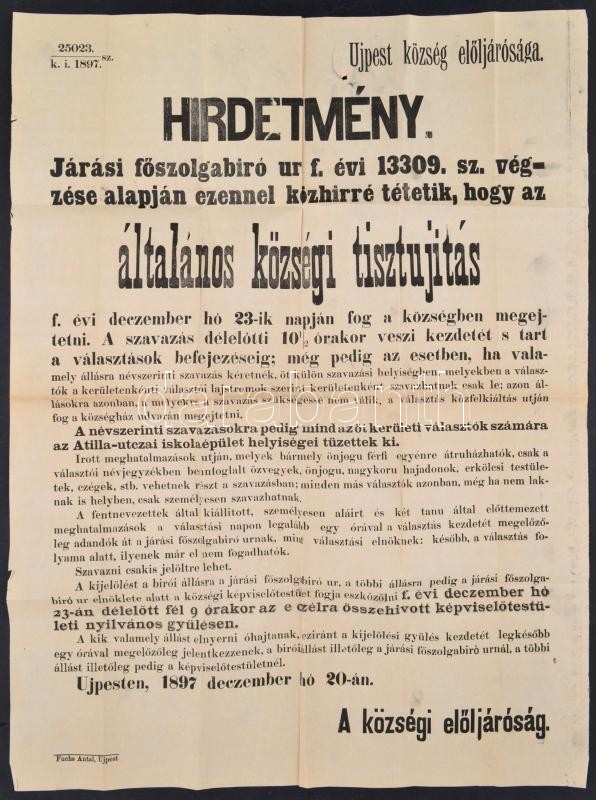 25023.
k. i. 1897. sz.
Ujpest község előljárósága.
HIRDETMÉNY.
Járási főszolgabiró ur f. évi 13309. sz. vég-
zése alapján ezennel közhirré tétetik, hogy az
általános községi tisztujitás
f. évi deczember hó 23-ik napján fog a községben megej-
tetni. A szavazás délelőtti 10 1/2 órakor veszi kezdetét s tart
a választások befejezéseig; még pedig az esetben, ha vala-
mely állásra névszerinti szavazás kéretnék, öt külön szavazási helyiségben, melyekben a válasz-
tók a kerületenkénti választói lajstromok szerint kerületenként szavazhatnak csak le; azon ál-
lásokra azonban, a melyekre a szavazás szükségesse nem válik, a választás közfelkiáltás utján
fog a községház udvarán megejtetni.
A névszerinti szavazásokra pedig mind az öt kerületi választók számára
az Atilla-utczai iskolaépület helyiségei tüzettek ki.
Irott meghatalmazások utján, melyek bármely önjogu férfi egyénre átruházhatók, csak a
választói névjegyzékben bennfoglalt özvegyek, önjogu, nagykoru hajadonok, erkölcsi testüle-
tek, czégek, stb. vehetnek részt a szavazásban; minden más választók azonban, még ha nem lak-
nak is helyben, csak személyesen szavazhatnak.
A fentnevezettek által kiállitott, személyesen aláirt és két tanu által előttemezett
meghatalmazások a választási napon legalább egy órával a választás kezdetét megelőző-
leg adandók át a járási főszolgabiró urnak, mint választási elnöknek: később, a választás fo-
lyama alatt, ilyenek már el nem fogadhatók.
Szavazni csakis jelöltre lehet.
A kijelölést a birói állásra a járási főszolgabiró ur, a többi állásra pedig a járási főszolga-
biró ur elnöklete alatt a községi képviselőtestület fogja eszközölni f. évi deczember hó
23-án délelőtt fél 9 órakor az e czélra összehivott képviselőtestü-
leti nyilvános gyülésen.
A kik valamely állást elnyerni óhajtanak, eziránt a kijelölési gyülés kezdetét legkésőbb
egy órával megelőzőleg jelentkezzenek, a birói állást illetőleg a járási főszolgabiró urnál, a többi
állást illetőleg pedig a képviselőtestületnél.
Ujpesten, 1897 deczember hó 20-án.
A községi előljáróság.
Fuchs Antal, Ujpest
darabanth